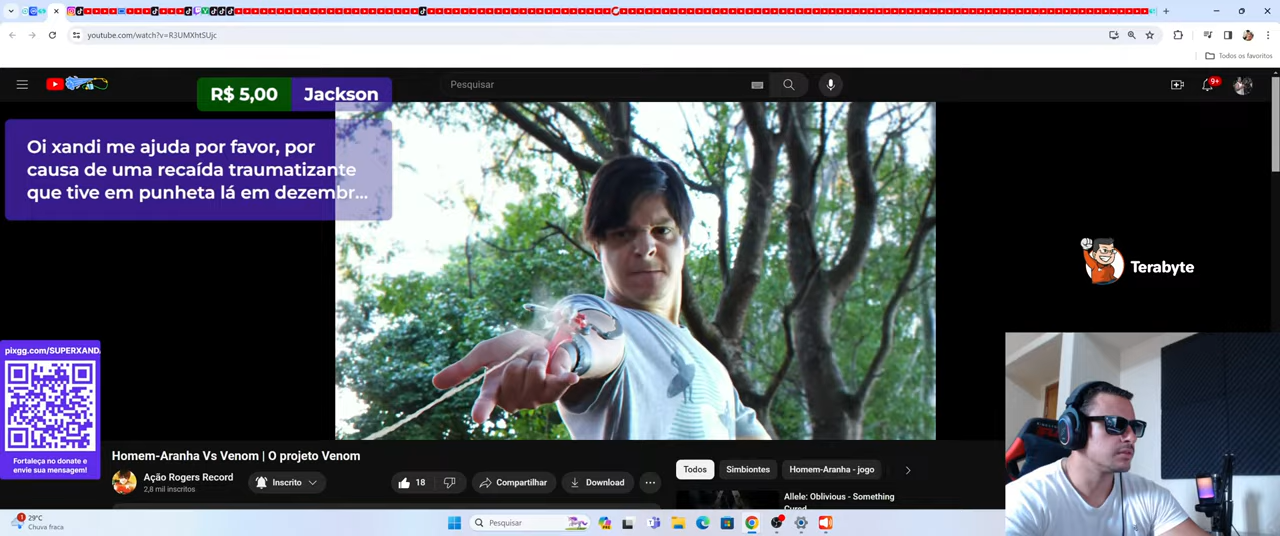 youtube.com/watch?v=R3UMXhtSUjc
Todos os favoritos
Pesquisar
9+
R$ 5,00 Jackson
Oi xandi me ajuda por favor, por
causa de uma recaída traumatizante
que tive em punheta lá em dezembr...
Terabyte
pixgg.com/SUPERXAND
Fortaleça no donate e
envie sua mensagem!
Homem-Aranha Vs Venom | O projeto Venom
Ação Rogers Record
2,8 mil inscritos
Inscrito
18
Compartilhar
Download
Todos
Simbiontes
Homem-Aranha - jogo
Allele: Oblivious - Something
Cured
29°C
Chuva fraca
Pesquisar